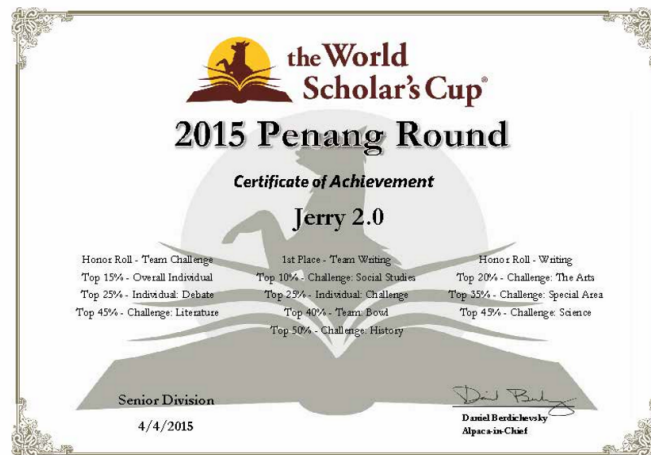 the World
Scholar's Cup®
2015 Penang Round
Certificate of Achievement
Jerry 2.0
Honor Roll - Team Challenge
1st Place - Team Writing
Honor Roll - Writing
Top 15% - Overall Individual
Top 10% - Challenge: Social Studies
Top 20% - Challenge: The Arts
Top 25% - Individual: Debate
Top 25% - Individual: Challenge
Top 35% - Challenge: Special Area
Top 45% - Challenge: Literature
Top 40% - Team: Bowl
Top 45% - Challenge: Science
Top 50% - Challenge: History
Senior Division
4/4/2015
Daniel Berdichevsky
Alpaca-in-Chief